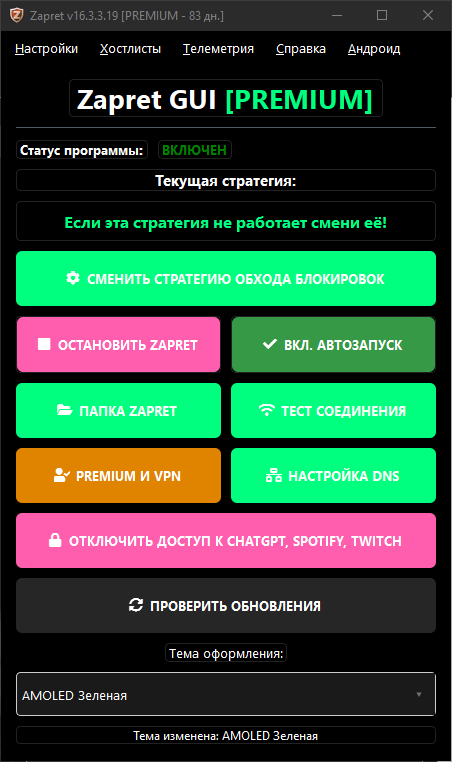 Zapret v16.3.3.19 [PREMIUM - 83 дн.]
Настройки Хостлисты Телеметрия Справка Андроид
Zapret GUI [PREMIUM]
Статус программы: ВКЛЮЧЕН
Текущая стратегия:
Если эта стратегия не работает смени её!
СМЕНИТЬ СТРАТЕГИЮ ОБХОДА БЛОКИРОВОК
ОСТАНОВИТЬ ZAPRET
ВКЛ. АВТОЗАПУСК
ПАПКА ZAPRET
ТЕСТ СОЕДИНЕНИЯ
PREMIUM И VPN
НАСТРОЙКА DNS
ОТКЛЮЧИТЬ ДОСТУП К CHATGPT, SPOTIFY, TWITCH
ПРОВЕРИТЬ ОБНОВЛЕНИЯ
Тема оформления:
AMOLED Зеленая
Тема изменена: AMOLED Зеленая